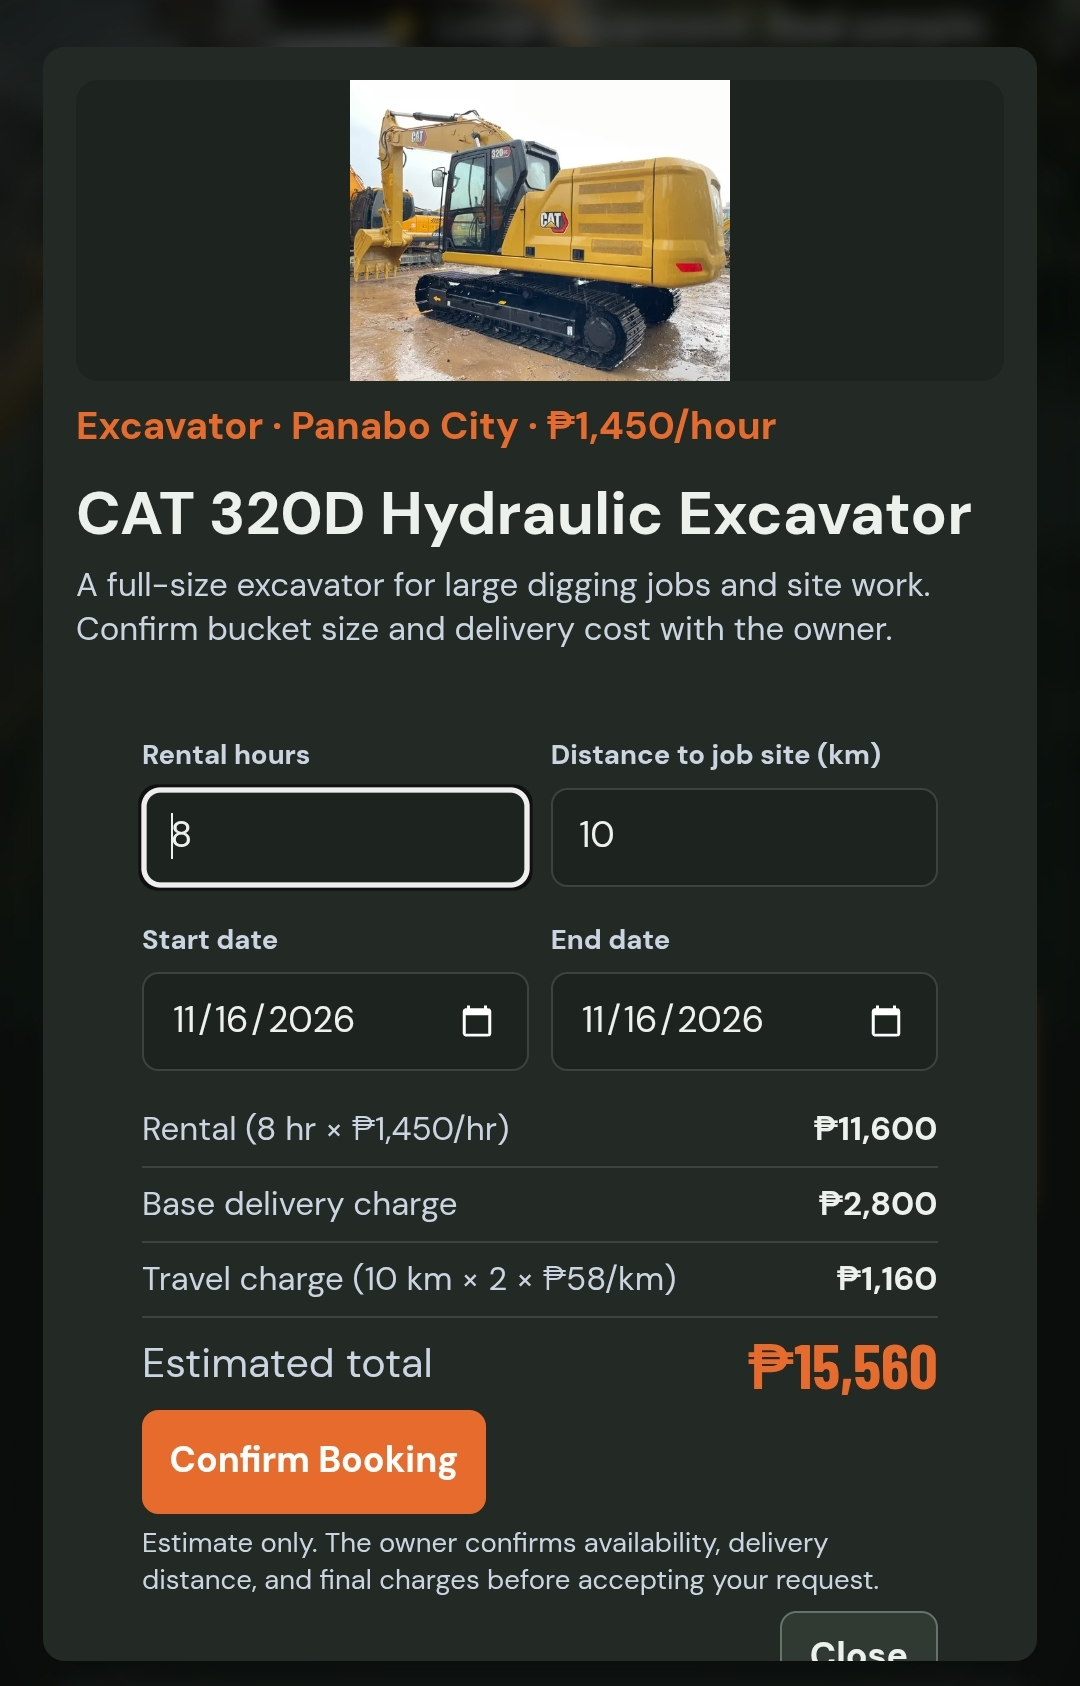 CAT
320
CAT
Excavator · Panabo City · ₱1,450/hour
CAT 320D Hydraulic Excavator
A full-size excavator for large digging jobs and site work.
Confirm bucket size and delivery cost with the owner.
Rental hours
Distance to job site (km)
8
10
Start date
End date
11/16/2026
11/16/2026
Rental (8 hr × ₱1,450/hr)
₱11,600
Base delivery charge
₱2,800
Travel charge (10 km × 2 × ₱58/km)
₱1,160
Estimated total
₱15,560
Confirm Booking
Estimate only. The owner confirms availability, delivery
distance, and final charges before accepting your request.
Close